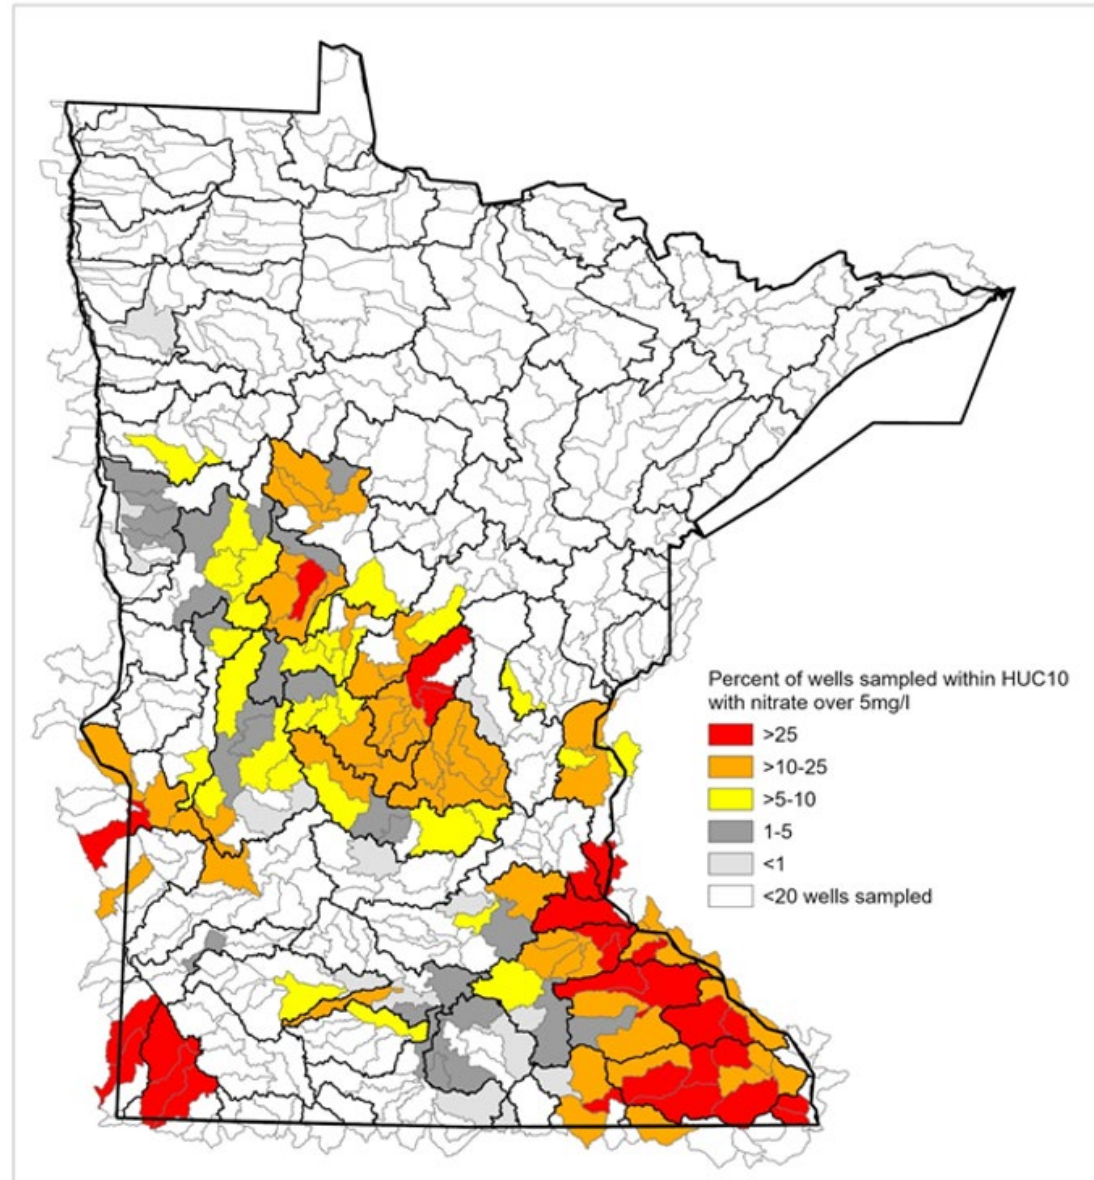 Percent of wells sampled within HUC10
with nitrate over 5mg/l
>25
>10-25
>5-10
1-5
<1
<20 wells sampled